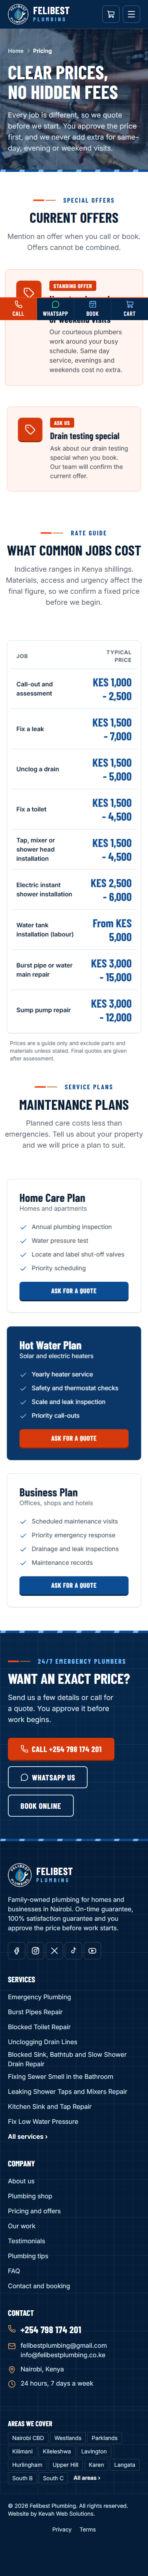 FELIBEST
PLUMBING
Home > Pricing
CLEAR PRICES,
NO HIDDEN FEES
Every job is different, so we quote
before we start. You approve the price
first, and we never add extra for same-
day, evening or weekend visits.
SPECIAL OFFERS
CURRENT OFFERS
Mention an offer when you call or book.
Offers cannot be combined.
STANDING OFFER
CALL
WHATSAPP
BOOK
CART
or weekend visits
Our courteous plumbers
work around your busy
schedule. Same day
service, evenings and
weekends cost no extra.
ASK US
Drain testing special
Ask about our drain testing
special when you book.
Our team will confirm the
current offer.
RATE GUIDE
WHAT COMMON JOBS COST
Indicative ranges in Kenya shillings.
Materials, access and urgency affect the
final figure, so we confirm a fixed price
before we begin.
JOB
TYPICAL
PRICE
Call-out and
assessment
KES 1,000
- 2,500
Fix a leak
KES 1,500
- 7,000
Unclog a drain
KES 1,500
- 5,000
Fix a toilet
KES 1,500
- 4,500
Tap, mixer or
shower head
installation
KES 1,500
- 4,500
Electric instant
shower installation
KES 2,500
- 6,000
Water tank
installation (labour)
From KES
5,000
Burst pipe or water
main repair
KES 3,000
- 15,000
Sump pump repair
KES 3,000
- 12,000
Prices are a guide only and exclude parts and
materials unless stated. Final quotes are given
after assessment.
SERVICE PLANS
MAINTENANCE PLANS
Planned care costs less than
emergencies. Tell us about your property
and we will price a plan to suit.
Home Care Plan
Homes and apartments
Annual plumbing inspection
Water pressure test
Locate and label shut-off valves
Priority scheduling
ASK FOR A QUOTE
Hot Water Plan
Solar and electric heaters
Yearly heater service
Safety and thermostat checks
Scale and leak inspection
Priority call-outs
ASK FOR A QUOTE
Business Plan
Offices, shops and hotels
Scheduled maintenance visits
Priority emergency response
Drainage and leak inspections
Maintenance records
ASK FOR A QUOTE
24/7 EMERGENCY PLUMBERS
WANT AN EXACT PRICE?
Send us a few details or call for
a quote. You approve it before
work begins.
CALL +254 798 174 201
WHATSAPP US
BOOK ONLINE
FELIBEST
PLUMBING
Family-owned plumbing for homes and
businesses in Nairobi. On-time guarantee,
100% satisfaction guarantee and you
approve the price before work starts.
SERVICES
Emergency Plumbing
Burst Pipes Repair
Blocked Toilet Repair
Unclogging Drain Lines
Blocked Sink, Bathtub and Slow Shower
Drain Repair
Fixing Sewer Smell in the Bathroom
Leaking Shower Taps and Mixers Repair
Kitchen Sink and Tap Repair
Fix Low Water Pressure
All services ›
COMPANY
About us
Plumbing shop
Pricing and offers
Our work
Testimonials
Plumbing tips
FAQ
Contact and booking
CONTACT
+254 798 174 201
felibestplumbing@gmail.com
info@felibestplumbing.co.ke
Nairobi, Kenya
24 hours, 7 days a week
AREAS WE COVER
Nairobi CBD
Westlands
Parklands
Kilimani
Kileleshwa
Lavington
Hurlingham
Upper Hill
Karen
Langata
South B
South C
All areas ›
© 2026 Felibest Plumbing. All rights reserved.
Website by Kevah Web Solutions.
Privacy
Terms